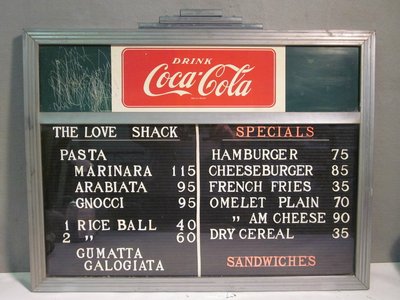 DRINK
Coca-Cola
THE LOVE SHACK
PASTA
MARINARA 115
ARABIATA 95
GNOCCI 95
1 RICE BALL 40
2 〃 60
GUMATTA
GALOGIATA
SPECIALS
HAMBURGER 75
CHEESEBURGER 85
FRENCH FRIES 35
OMELET PLAIN 70
〃 AM CHEESE 90
DRY CEREAL 35
SANDWICHES